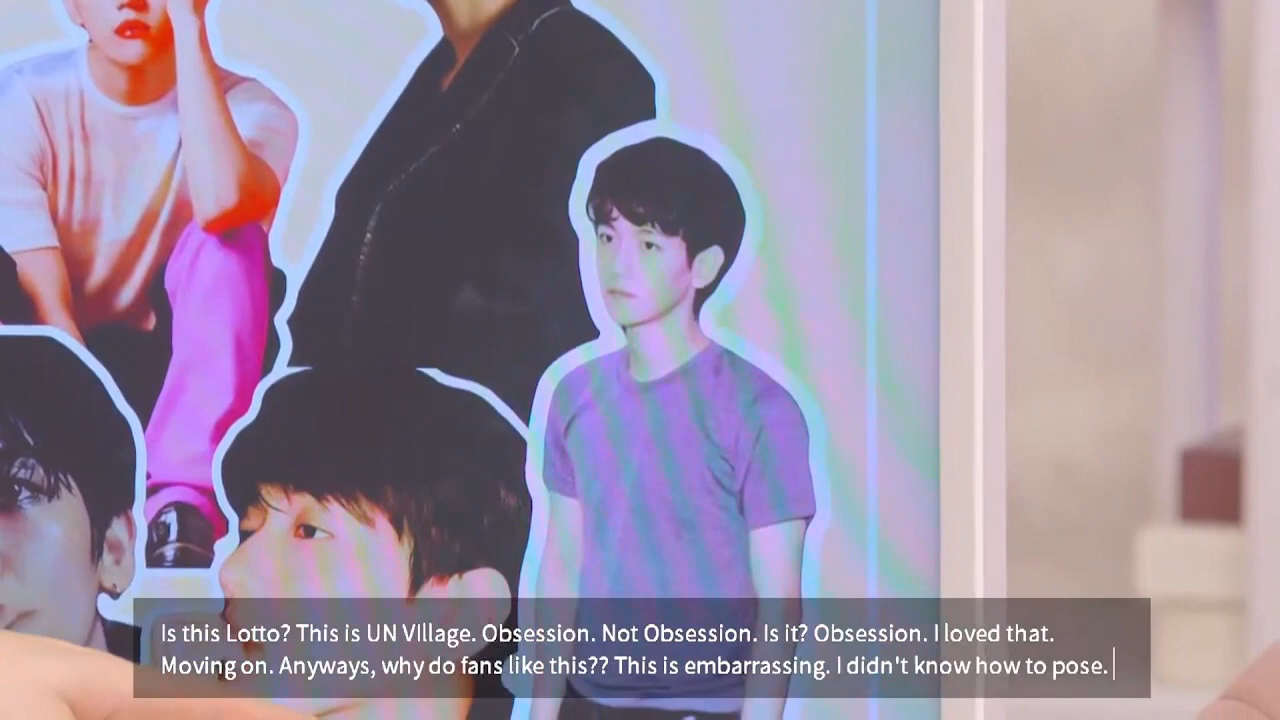 Is this Lotto? This is UN VIllage. Obsession. Not Obsession. Is it? Obsession. I loved that.
Moving on. Anyways, why do fans like this?? This is embarrassing. I didn't know how to pose.